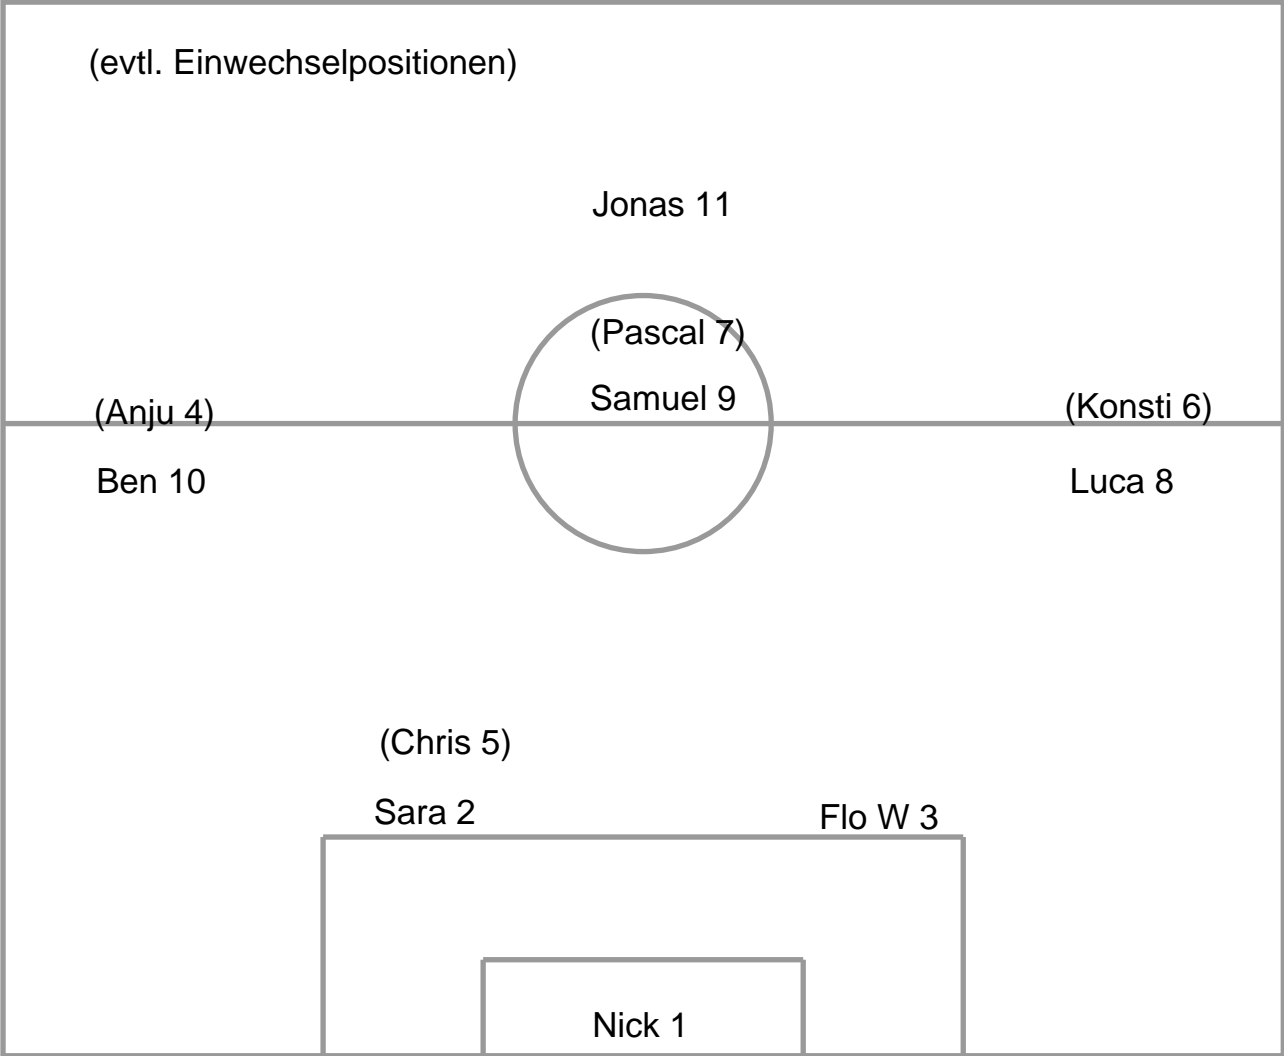 (evtl. Einwechselpositionen)
Jonas 11
(Pascal 7)
Samuel 9
(Anju 4)
(Konsti 6)
Ben 10
Luca 8
(Chris 5)
Sara 2
Flo W 3
Nick 1